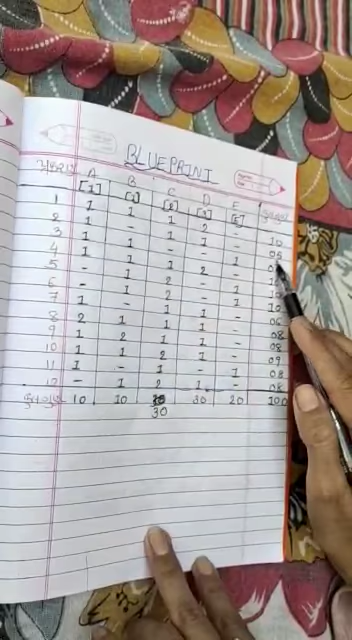 BLUEPRINT
A B C D E
[1] [1] [2] [3] [5]
1 1 1 1 2 - 10
2 1 - 1 1 -
3 1 1 1 - 1
4 1 1 1 2 - 10
5 - 1 2 - 1 10
6 - 1 2 - 1 10
7 1 - 1 1 - 06
8 2 1 1 1 - 08
9 1 2 1 1 - 08
10 1 1 2 1 - 09
11 1 - 1 - 1 08
12 - 1 2 1 - 08
10 10 30 20 100
30